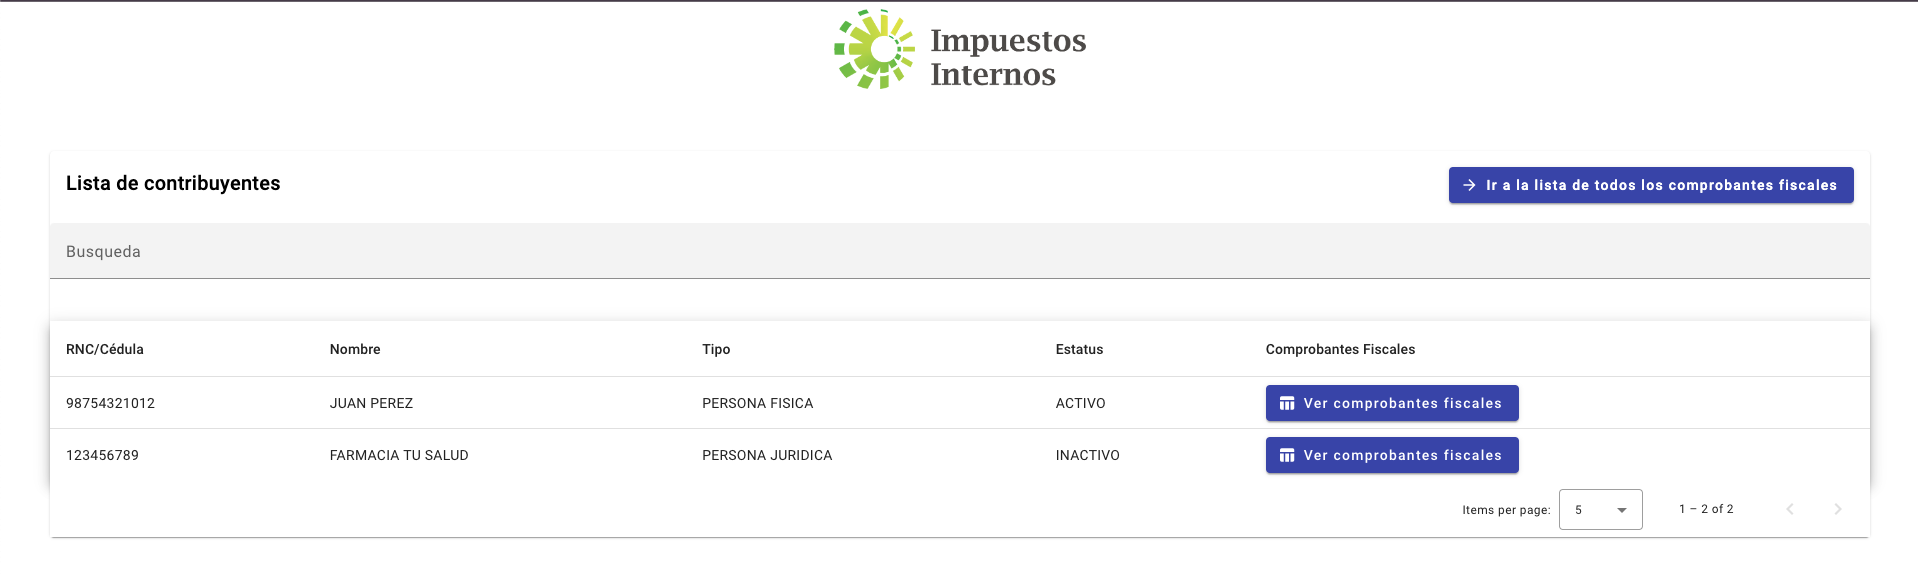 Impuestos
Internos
Lista de contribuyentes
Ir a la lista de todos los comprobantes fiscales
Busqueda
RNC/Cédula Nombre Tipo Estatus Comprobantes Fiscales
98754321012 JUAN PEREZ PERSONA FISICA ACTIVO Ver comprobantes fiscales
123456789 FARMACIA TU SALUD PERSONA JURIDICA INACTIVO Ver comprobantes fiscales
Items per page: 5 1 – 2 of 2